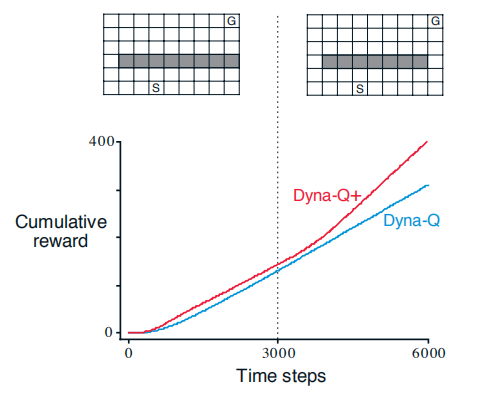 G
G
S
S
400
Dyna-Q+
Cumulative
reward
Dyna-Q
0
0
3000
6000
Time steps